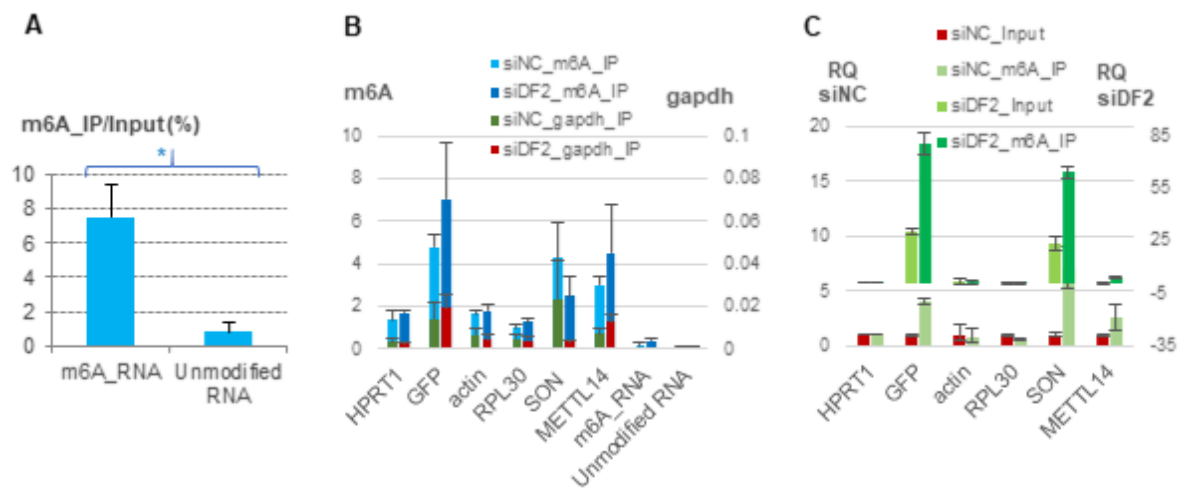 A
m6A_IP/Input(%)
*
10
8
6
4
2
0
m6A_RNA
Unmodified
RNA
B
siNC_m6A_IP
siDF2_m6A_IP
siNC_gapdh_IP
siDF2_gapdh_IP
m6A
gapdh
10
8
6
4
2
0
0.1
0.08
0.06
0.04
0.02
0
HPRT1
GFP
actin
RPL30
SON
METTL14
m6A_RNA
Unmodified RNA
C
siNC_Input
siNC_m6A_IP
siDF2_Input
siDF2_m6A_IP
RQ
siNC
RQ
siDF2
20
15
10
5
0
85
55
25
-5
-35
HPRT1
GFP
actin
RPL30
SON
METTL14